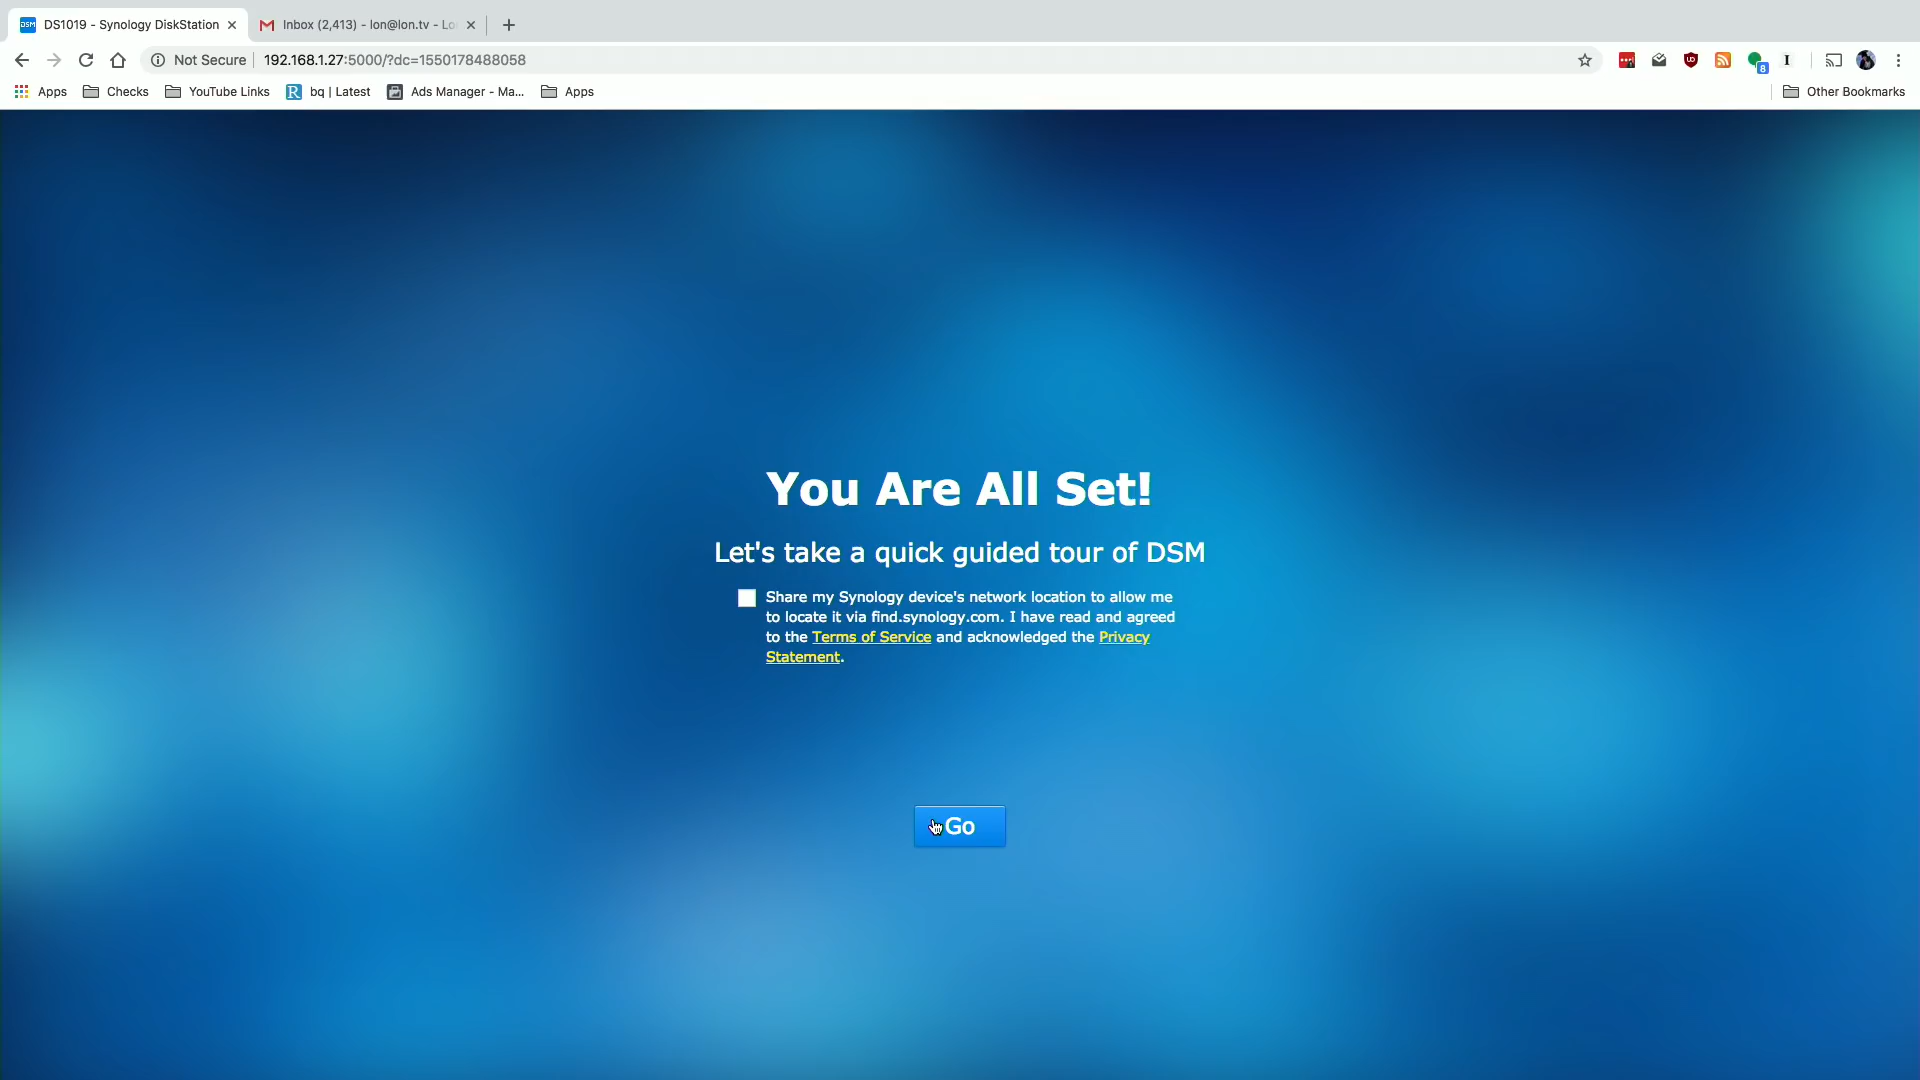 DSM DS1019 - Synology DiskStation
Inbox (2,413) - lon@lon.tv - Lo
Not Secure 192.168.1.27:5000/?dc=1550178488058
8
Apps Checks YouTube Links R bq | Latest Ads Manager - Ma... Apps Other Bookmarks
You Are All Set!
Let's take a quick guided tour of DSM
Share my Synology device's network location to allow me
to locate it via find.synology.com. I have read and agreed
to the Terms of Service and acknowledged the Privacy
Statement.
Go